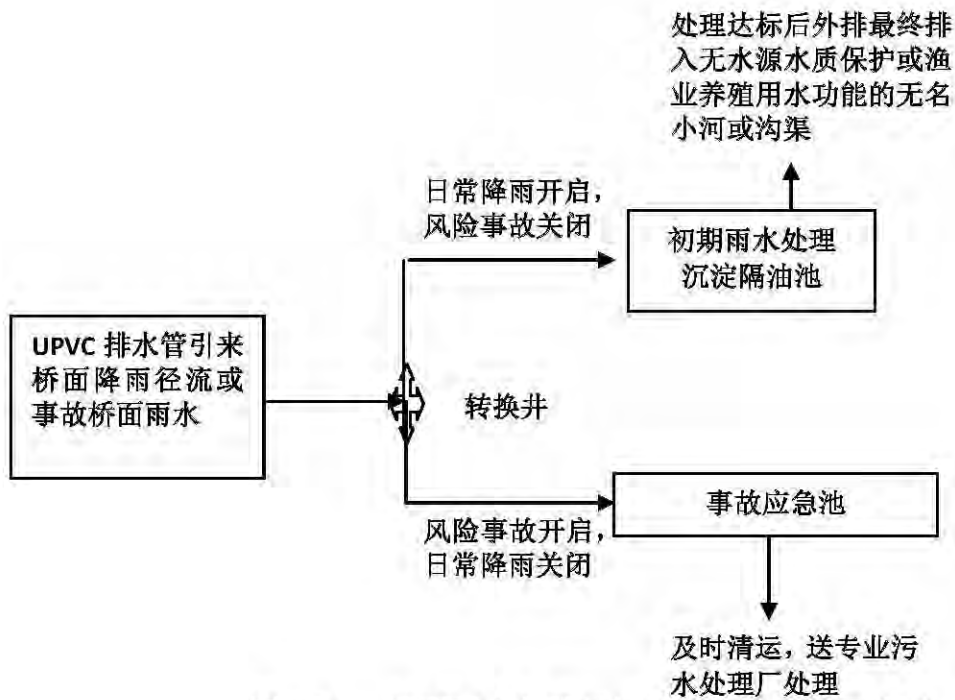 处理达标后外排最终排
入无水源水质保护或渔
业养殖用水功能的无名
小河或沟渠
日常降雨开启，
风险事故关闭
初期雨水处理
沉淀隔油池
UPVC 排水管引来
桥面降雨径流或
事故桥面雨水
转换井
事故应急池
风险事故开启，
日常降雨关闭
及时清运，送专业污
水处理厂处理